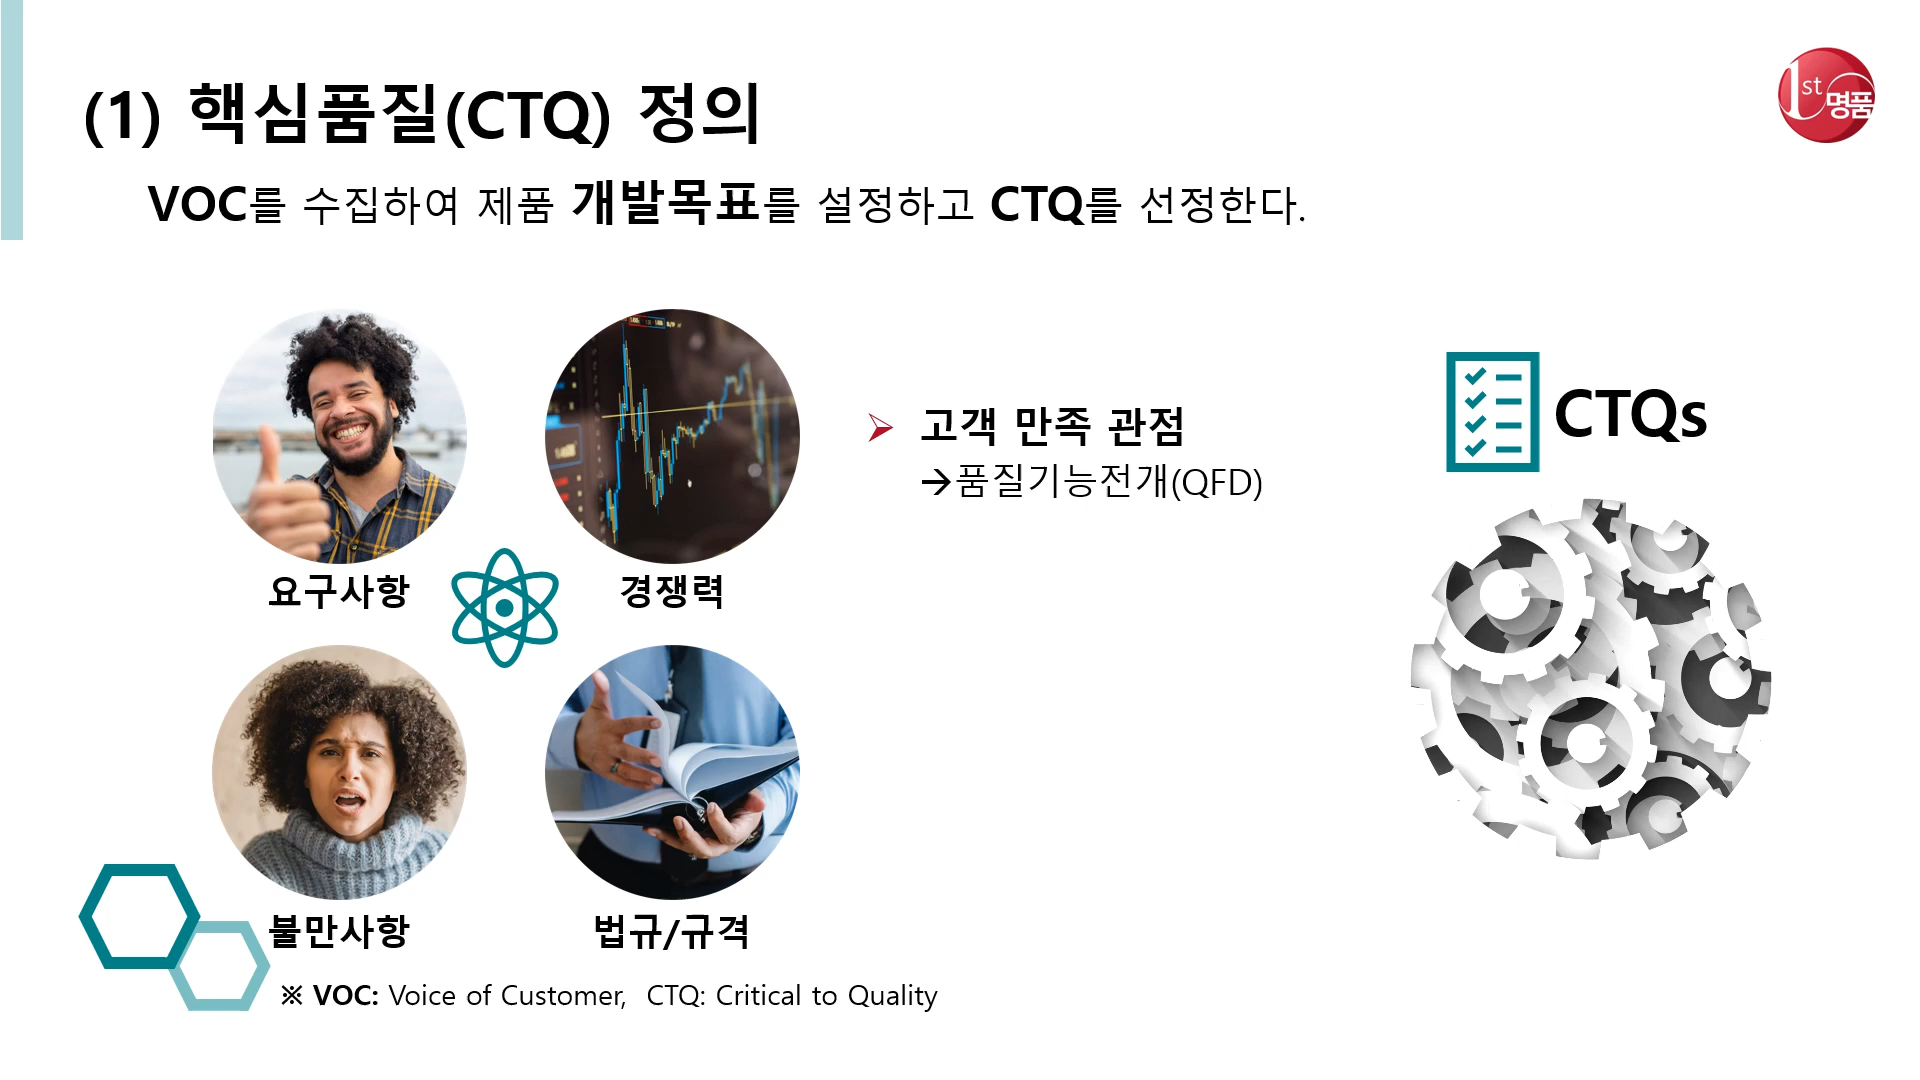 (1) 핵심품질(CTQ) 정의
1st 명품
VOC를 수집하여 제품 개발목표를 설정하고 CTQ를 선정한다.
요구사항
경쟁력
불만사항
법규/규격
➢ 고객 만족 관점
→품질기능전개(QFD)
CTQs
※ VOC: Voice of Customer, CTQ: Critical to Quality